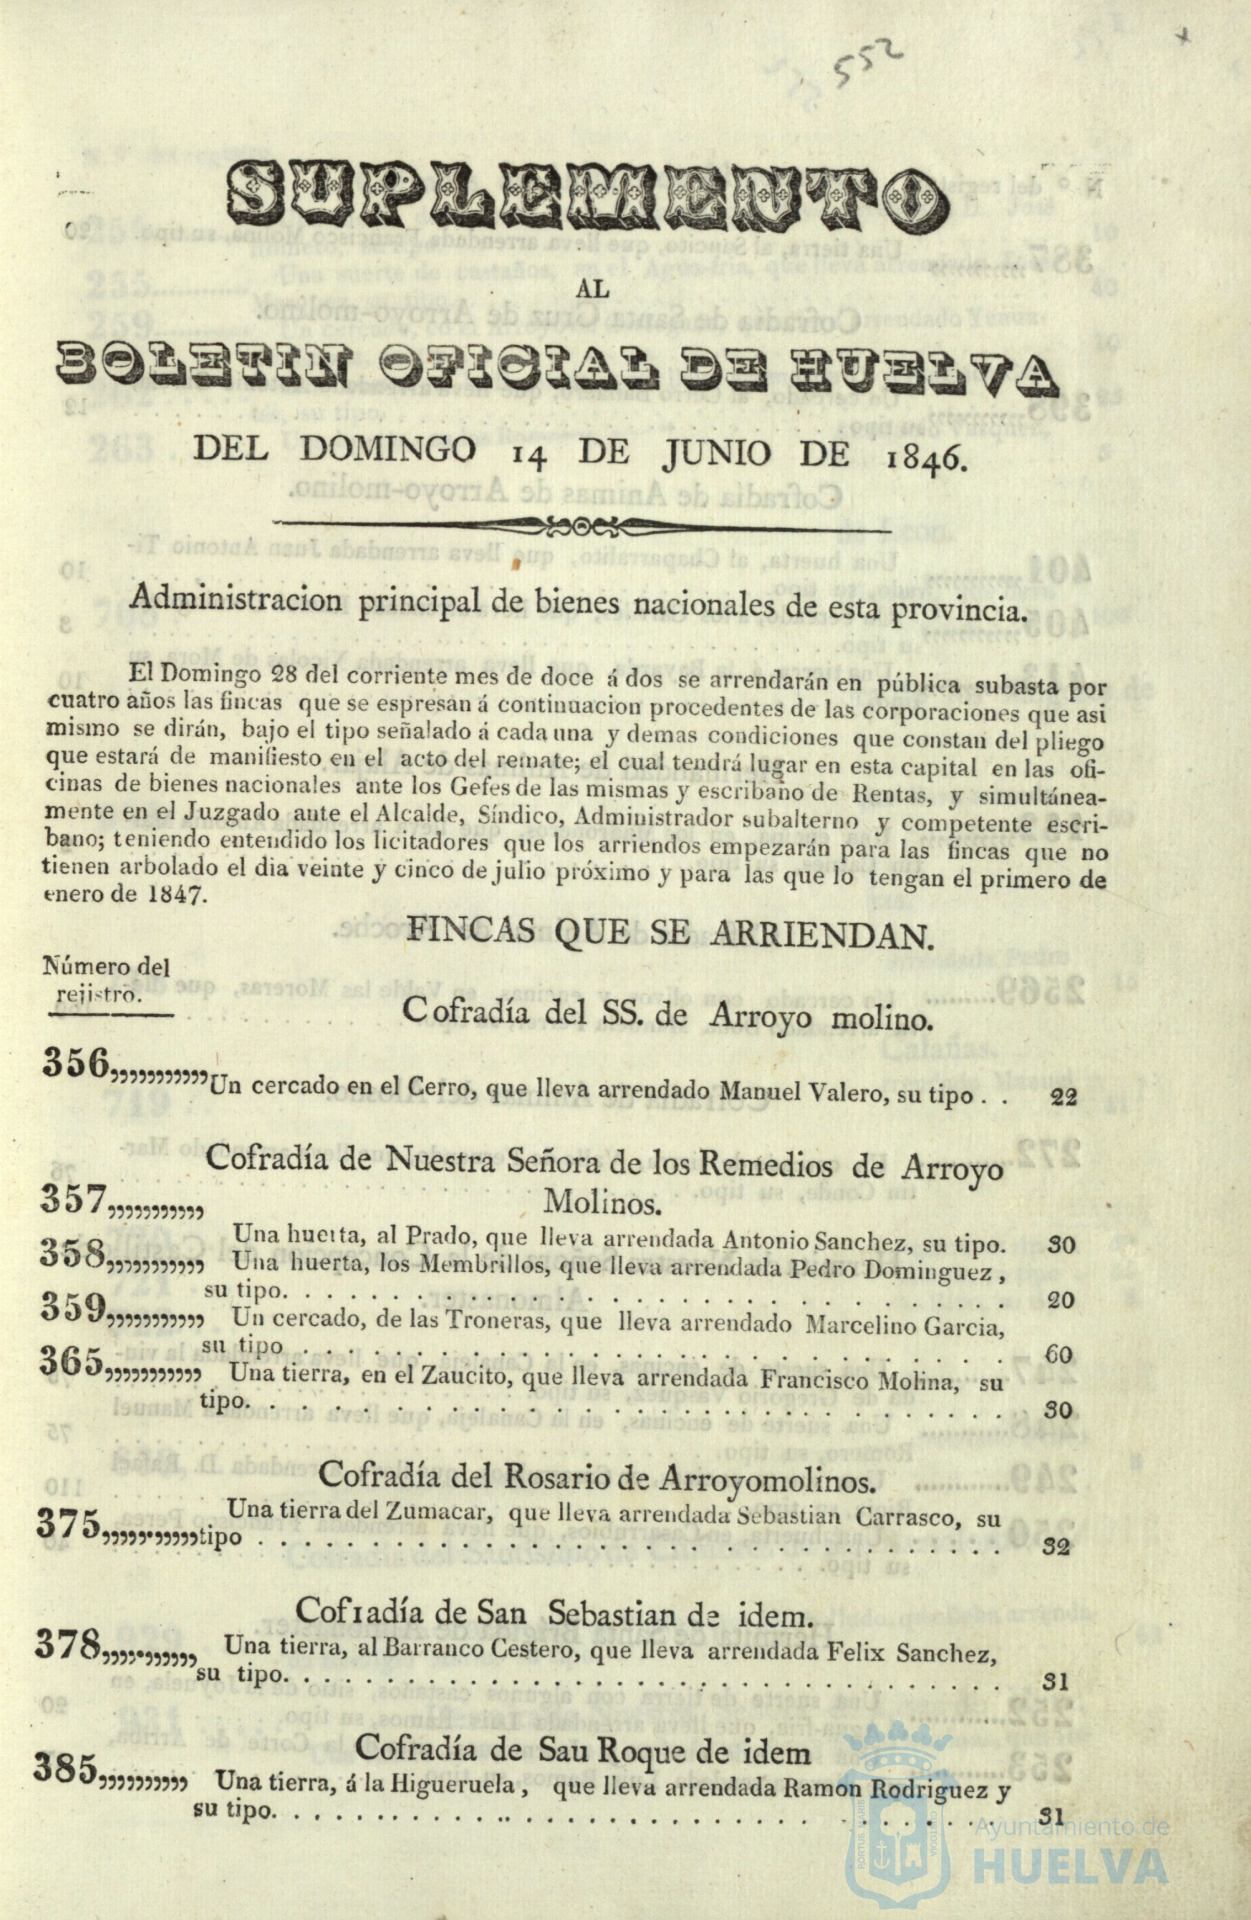 552
SUPLEMENTO
AL
BOLETIN OFICIAL DE HUELVA
DEL DOMINGO 14 DE JUNIO DE 1846.
Administracion principal de bienes nacionales de esta provincia.
El Domingo 28 del corriente mes de doce á dos se arrendarán en pública subasta por
cuatro años las fincas que se espresan á continuacion procedentes de las corporaciones que asi
mismo se dirán, bajo el tipo señalado á cada una y demas condiciones que constan del pliego
que estará de manifiesto en el acto del remate; el cual tendrá lugar en esta capital en las ofi-
cinas de bienes nacionales ante los Gefes de las mismas y escribano de Rentas, y simultánea-
mente en el Juzgado ante el Alcalde, Síndico, Administrador subalterno y competente escri-
bano; teniendo entendido los licitadores que los arriendos empezarán para las fincas que no
tienen arbolado el dia veinte y cinco de julio próximo y para las que lo tengan el primero de
enero de 1847.
FINCAS QUE SE ARRIENDAN.
Número del
rejistro.
Cofradía del SS. de Arroyo molino.
356,,,,,,,,,,, Un cercado en el Cerro, que lleva arrendado Manuel Valero, su tipo . . 22
Cofradía de Nuestra Señora de los Remedios de Arroyo
Molinos.
357,,,,,,,,,,, Una huerta, al Prado, que lleva arrendada Antonio Sanchez, su tipo. 30
358,,,,,,,,,,, Una huerta, los Membrillos, que lleva arrendada Pedro Dominguez,
su tipo. . . . . . . . . . . . . . . . . . . . . . . . . . 20
359,,,,,,,,,,, Un cercado, de las Troneras, que lleva arrendado Marcelino Garcia,
su tipo . . . . . . . . . . . . . . . . . . . . . . . . . . 60
365,,,,,,,,,,, Una tierra, en el Zaucito, que lleva arrendada Francisco Molina, su
tipo. . . . . . . . . . . . . . . . . . . . . . . . . . . . 30
Cofradía del Rosario de Arroyomolinos.
375,,,,,,,,,,, Una tierra del Zumacar, que lleva arrendada Sebastian Carrasco, su
tipo . . . . . . . . . . . . . . . . . . . . . . . . . . . . 32
Cofradía de San Sebastian de idem.
378,,,,,,,,,,, Una tierra, al Barranco Cestero, que lleva arrendada Felix Sanchez,
su tipo. . . . . . . . . . . . . . . . . . . . . . . . . . . 31
Cofradía de Sau Roque de idem
385,,,,,,,,,, Una tierra, á la Higueruela, que lleva arrendada Ramon Rodriguez y
su tipo. . . . . . . . . . . . . . . . . . . . . . . . . . . 31
Ayuntamiento de
HUELVA